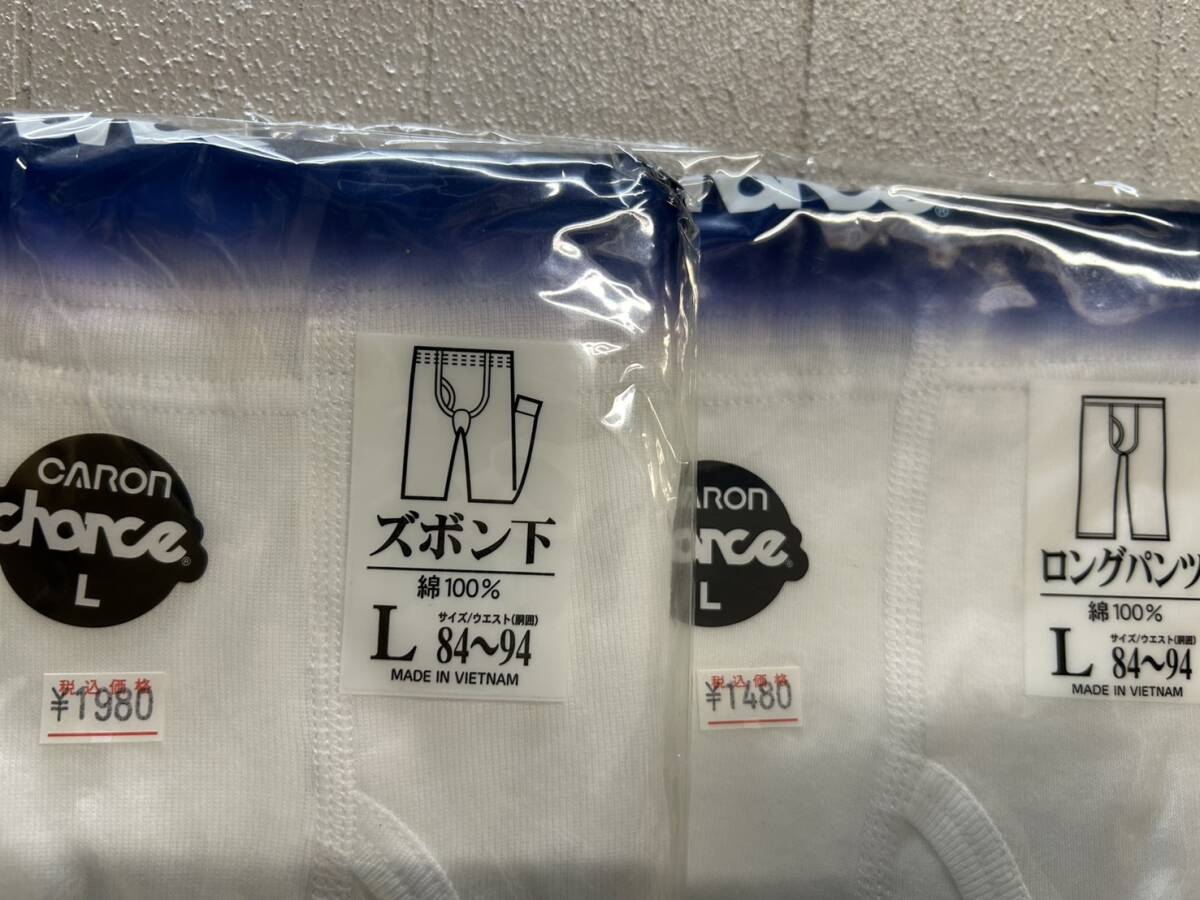 CARON
choice®
L
ズボン下
綿100%
L サイズ/ウエスト(胴囲)
84〜94
MADE IN VIETNAM
税込価格
¥1980
ARON
oice®
L
ロングパンツ
綿100%
L サイズ/ウエスト(胴囲)
84〜94
MADE IN VIETNAM
税込価格
¥1480